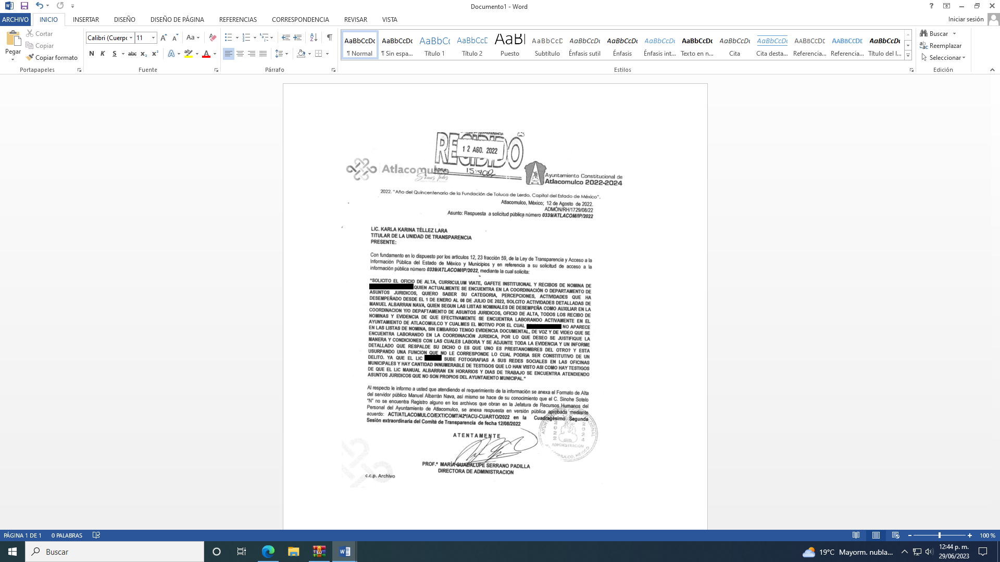 Documento1 - Word
ARCHIVO INICIO INSERTAR DISEÑO DISEÑO DE PÁGINA REFERENCIAS CORRESPONDENCIA REVISAR VISTA Iniciar sesión
Pegar Cortar Copiar Copiar formato
Calibri (Cuerpo 11
AaBbCcDc AaBbCcDc AaBbCc AaBbCcD AaBl AaBbCcD AaBbCcDc AaBbCcDc AaBbCcDc AaBbCcDc AaBbCcDc AaBbCcDc AABBCCDD AABBCCDD AaBbCcDc
¶ Normal ¶ Sin espa... Título 1 Título 2 Puesto Subtítulo Énfasis sutil Énfasis Énfasis int... Texto en n... Cita Cita desta... Referencia... Referencia... Título del l...
Buscar
Reemplazar
Seleccionar
Portapapeles Fuente Párrafo Estilos Edición
RECIBIDO
12 AGO. 2022
HORA:
Atlacomulco
Somos Todos
Ayuntamiento Constitucional de
Atlacomulco 2022-2024
2022. "Año del Quincentenario de la Fundación de Toluca de Lerdo, Capital del Estado de México".
Atlacomulco, México; 12 de Agosto de 2022.
ADMÓN/RH/1729/08/22
Asunto: Respuesta a solicitud pública número 0339/ATLACOM/IP/2022
LIC. KARLA KARINA TÉLLEZ LARA
TITULAR DE LA UNIDAD DE TRANSPARENCIA
PRESENTE:
Con fundamento en lo dispuesto por los artículos 12, 23 fracción 59, de la Ley de Transparencia y Acceso a la
Información Pública del Estado de México y Municipios y en referencia a su solicitud de acceso a la
información pública número 0339/ATLACOM/IP/2022, mediante la cual solicita:
"SOLICITO EL OFICIO DE ALTA, CURRICULUM VIATE, GAFETE INSTITUIONAL Y RECIBOS DE NOMINA DE
QUIEN ACTUALMENTE SE ENCUENTRA EN LA COORDINACIÓN O DEPARTAMENTO DE
ASUNTOS JURIDICOS, QUIERO SABER SU CATEGORIA, PERCEPCIONES, ACTIVIDADES QUE HA
DESEMPEÑADO DESDE EL 1 DE ENERO AL 08 DE JULIO DE 2022, SOLCITO ACTIVIDADES DETALLADAS DE
MANUEL ALBARRAN NAVA, QUIEN SEGUN LAS LISTAS NOMINALES DE DESEMPEÑA COMO AUXILIAR EN LA
COORDINACION Y/O DEPAFTAMENTO DE ASUNTOS JURIDICOS, OFICIO DE ALTA, TODOS LOS RECIBO DE
NOMINAS Y EVIDENCIA DE QUE EFECTIVAMENTE SE ENCUENTRA LABORANDO ACTIVAMENTE EN EL
AYUNTAMIENTO DE ATLACOMULCO Y CUALMES EL MOTIVO POR EL CUAL NO APARECE
EN LAS LISTAS DE NOMINA, SIN EMBARGO TENGO EVIDENCIA DOCUMENTAL, DE VOZ Y DE VIDEO QUE SE
ENCUENTRA LABORANDO EN LA COORDINACIÓN JURIDICA, POR LO QUE DESEO SE JUSTIFIQUE LA
MANERA Y CONDICIONES CON LAS CUALES LABORA Y SE ADJUNTE TODA LA EVIDENCIA Y UN INFORME
DETALLADO QUE RESPALDE SU DICHO O ES QUE UNO ES PRESTANOMBRES DEL OTRO? Y ESTA
USURPANDO UNA FUNCION QUE NO LE CORRESPONDE LO CUAL PODRIA SER CONSTITUTIVO DE UN
DELITO. YA QUE EL LIC SUBE FOTOGRAFIAS A SUS REDES SOCIALES EN LAS OFICINAS
MUNICIPALES Y HAY CANTIDAD INNUMERABLE DE TESTIGOS QUE LO HAN VISTO ASI COMO HAY TESTIGOS
DE QUE EL LIC MANUAL ALBARRAN EN HORARIOS Y DIAS DE TRABAJO SE ENCUENTRA ATENDIENDO
ASUNTOS JURIDICOS QUE NO SON PROPIOS DEL AYUNTAIENTO MUNICIPAL."
Al respecto le informo a usted que atendiendo el requerimiento de la información se anexa el Formato de Alta
del servidor público Manuel Albarrán Nava, así mismo se hace de su conocimiento que el C. Sinohe Sotelo
"N" no se encuentra Registro alguno en los archivos que obran en la Jefatura de Recursos Humanos del
Personal del Ayuntamiento de Atlacomulco, se anexa respuesta en versión pública aprobada mediante
acuerdo: ACT/ATLACOMULCO/EXT/COMT/42ª/ACU-CUARTO/2022 en la Cuadragésimo Segunda
Sesión extraordinaria del Comité de Transparencia de fecha 12/08/2022
ATENTAMENTE
ADMINISTRACION
PROF.ª MARÍA GUADALUPE SERRANO PADILLA
DIRECTORA DE ADMINISTRACION
c.c.p. Archivo
PÁGINA 1 DE 1 0 PALABRAS 100 %
Buscar
19°C Mayorm. nubla...
12:44 p. m.
29/06/2023